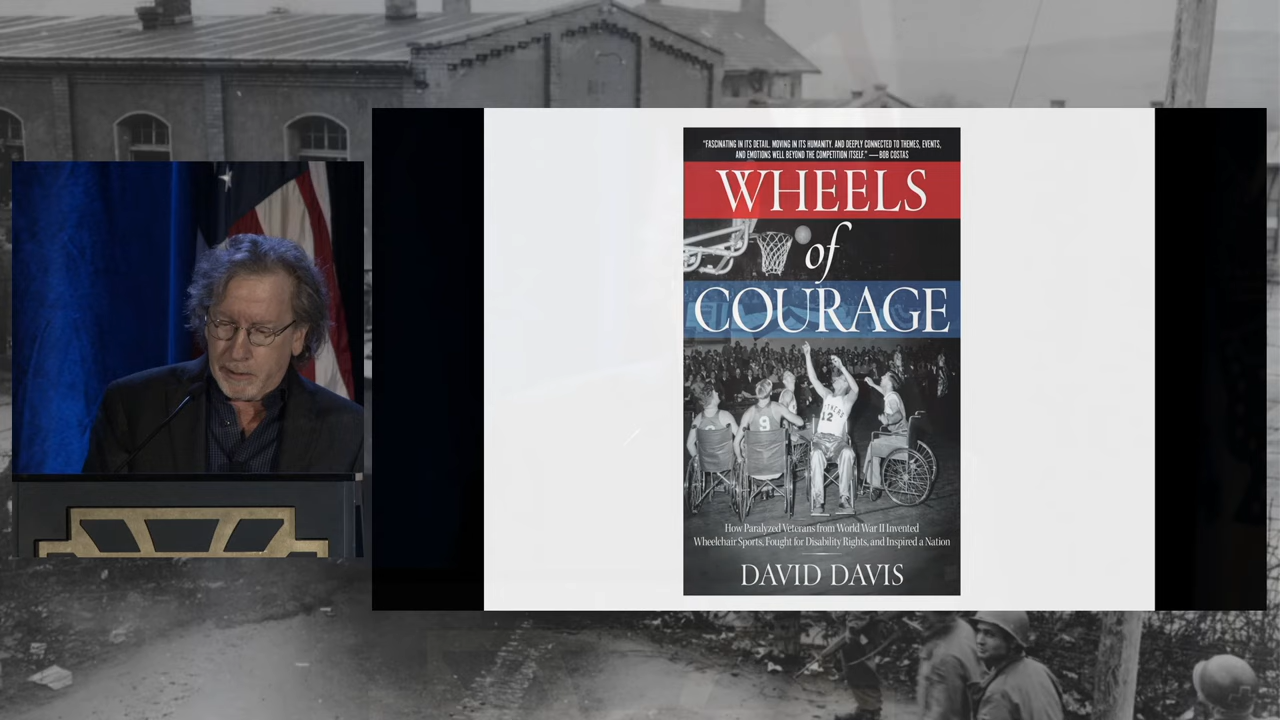 "FASCINATING IN ITS DETAIL, MOVING IN ITS HUMANITY, AND DEEPLY CONNECTED TO THEMES, EVENTS,
AND EMOTIONS WELL BEYOND THE COMPETITION ITSELF." —BOB COSTAS
WHEELS
of
COURAGE
9
12
How Paralyzed Veterans from World War II Invented
Wheelchair Sports, Fought for Disability Rights, and Inspired a Nation
DAVID DAVIS